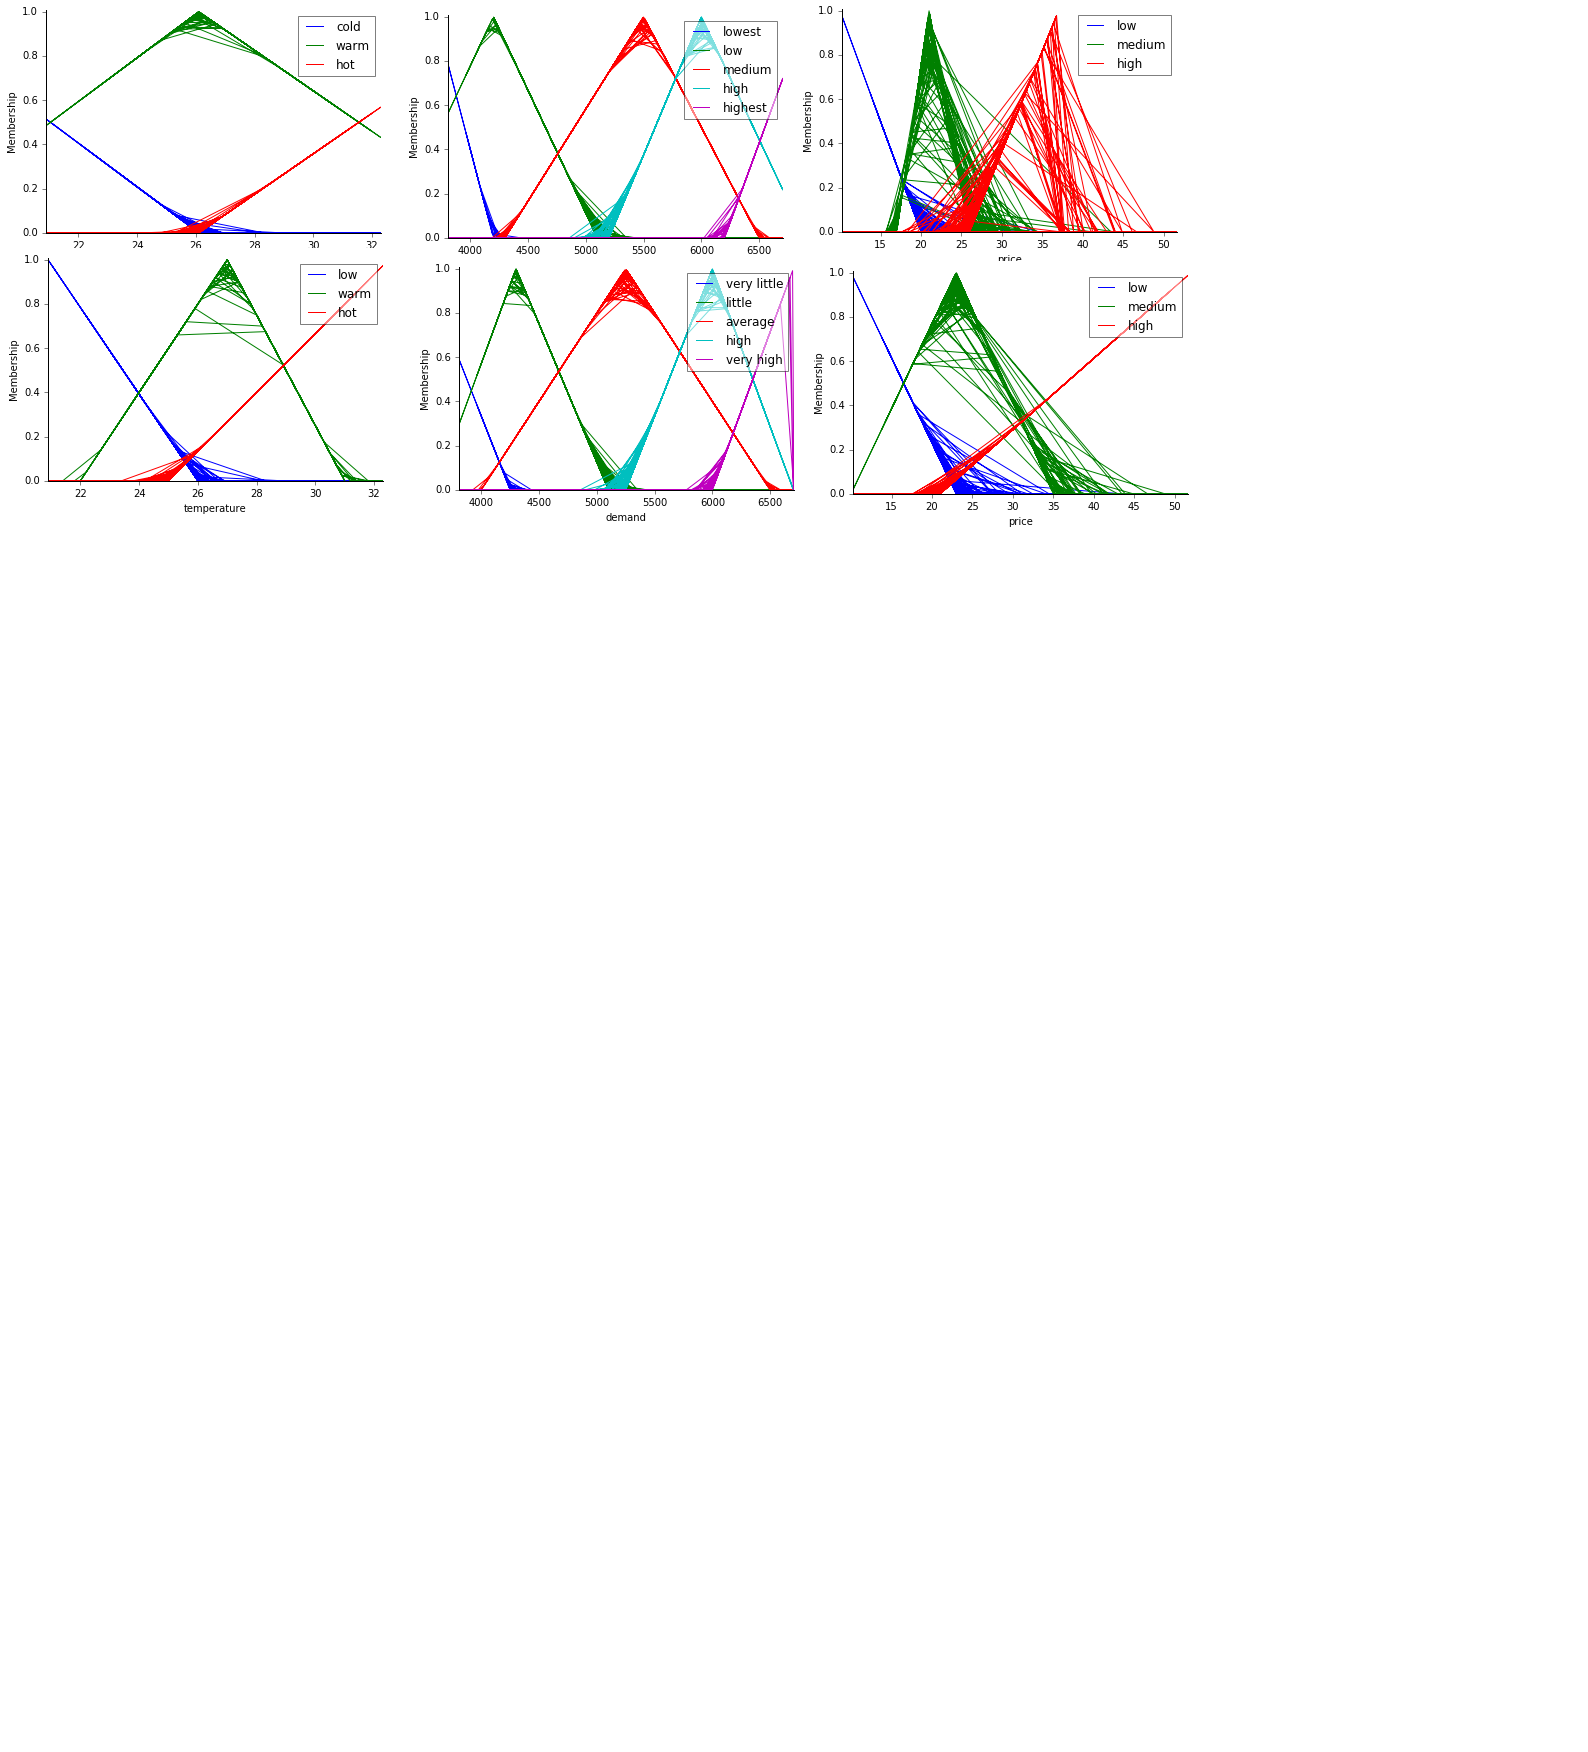 1.0
0.8
0.6
0.4
0.2
0.0
Membership
22
24
26
28
30
32
cold
warm
hot
1.0
0.8
0.6
0.4
0.2
0.0
Membership
4000
4500
5000
5500
6000
6500
lowest
low
medium
high
highest
1.0
0.8
0.6
0.4
0.2
0.0
Membership
15
20
25
30
35
40
45
50
price
low
medium
high
1.0
0.8
0.6
0.4
0.2
0.0
Membership
22
24
26
28
30
32
temperature
low
warm
hot
1.0
0.8
0.6
0.4
0.2
0.0
Membership
4000
4500
5000
5500
6000
6500
demand
very little
little
average
high
very high
1.0
0.8
0.6
0.4
0.2
0.0
Membership
15
20
25
30
35
40
45
50
price
low
medium
high